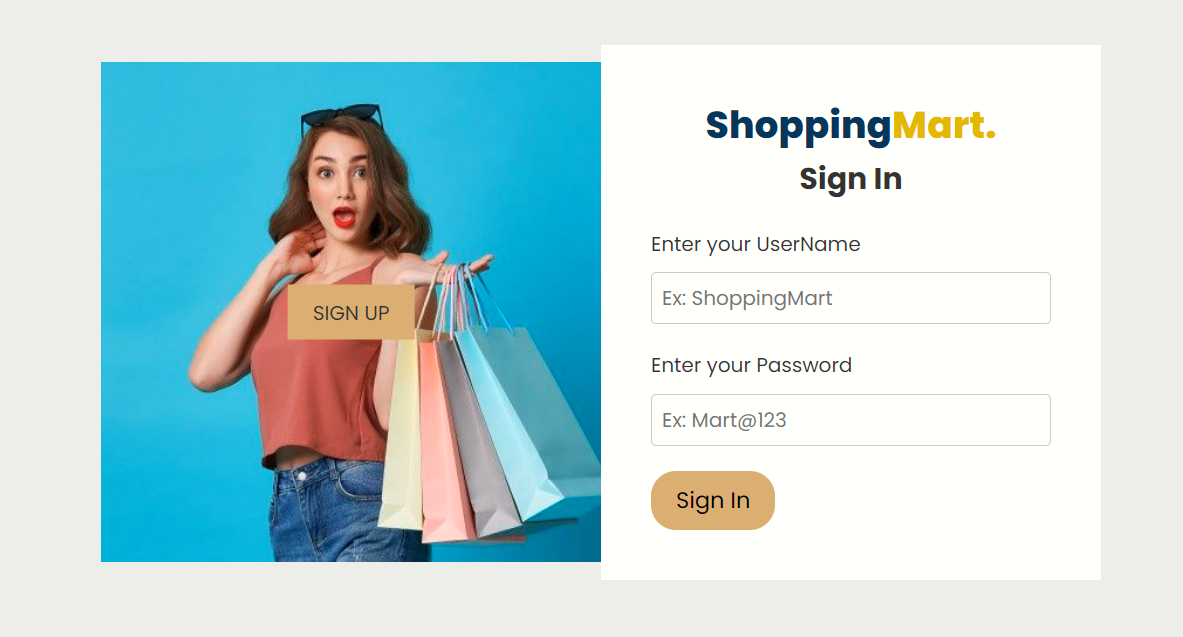 SIGN UP
ShoppingMart.
Sign In
Enter your UserName
Ex: ShoppingMart
Enter your Password
Ex: Mart@123
Sign In